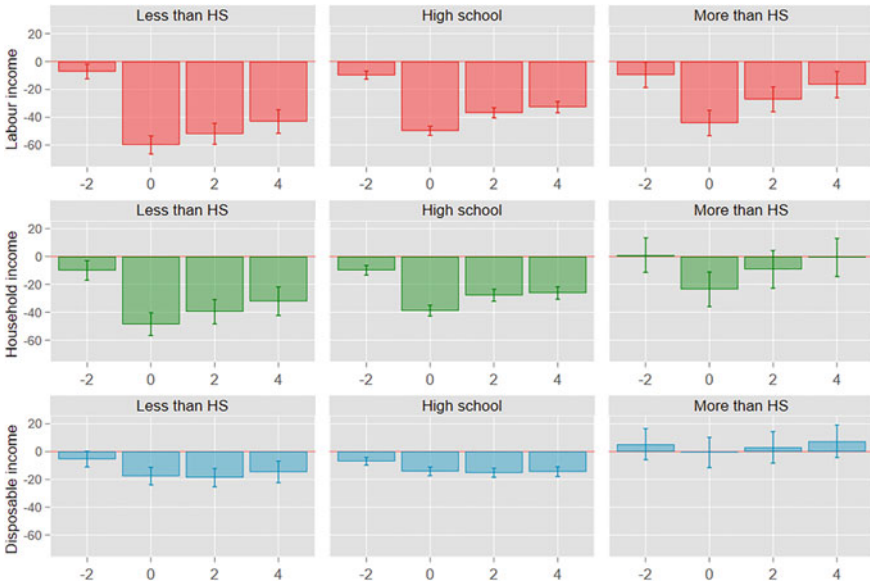 Less than HS
High school
More than HS
Labour income
20
0
-20
-40
-60
-2 0 2 4
-2 0 2 4
-2 0 2 4
Less than HS
High school
More than HS
Household income
20
0
-20
-40
-60
-2 0 2 4
-2 0 2 4
-2 0 2 4
Less than HS
High school
More than HS
Disposable income
20
0
-20
-40
-60
-2 0 2 4
-2 0 2 4
-2 0 2 4